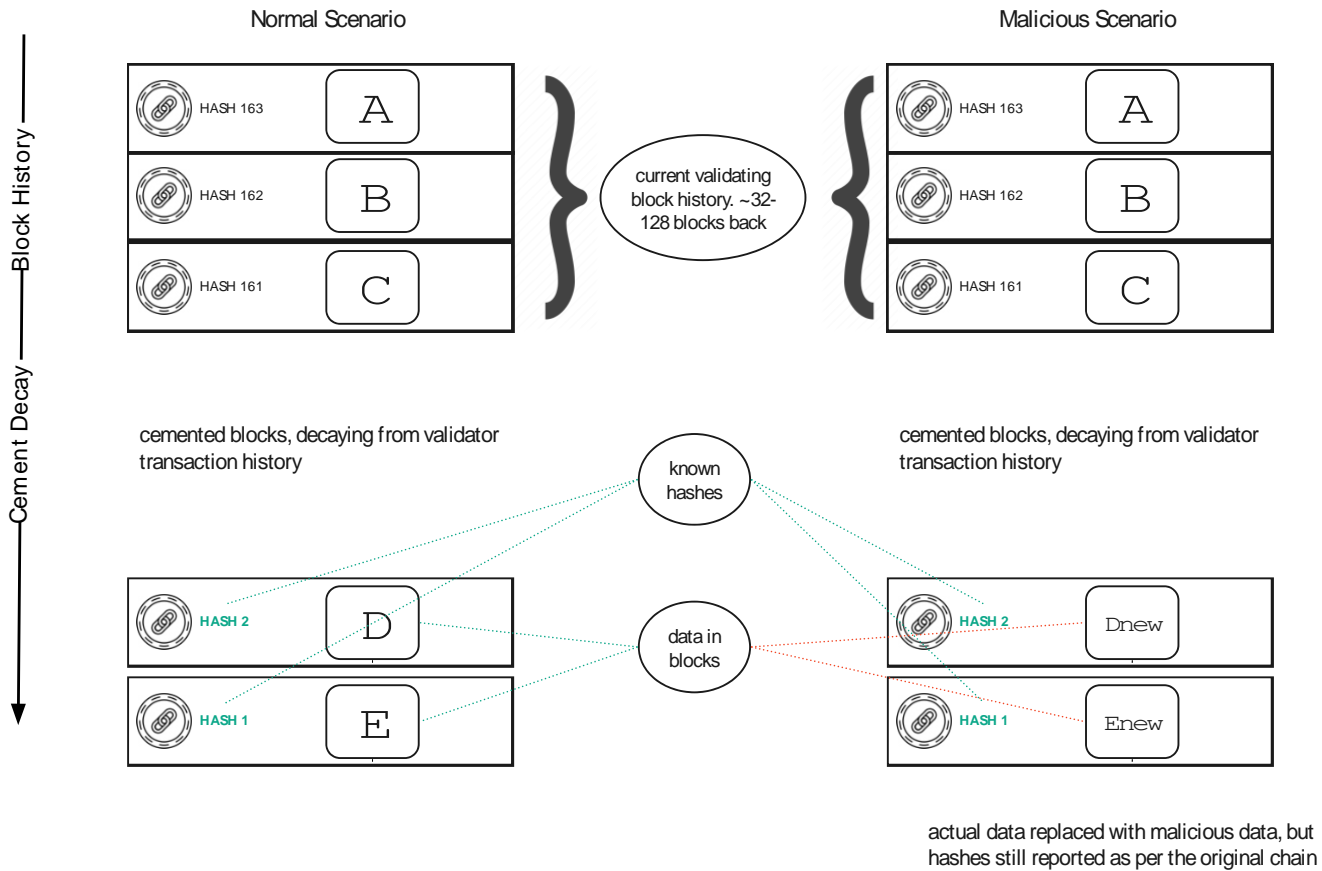 Normal Scenario
Malicious Scenario
Block History
Cement Decay
HASH 163
A
HASH 162
B
HASH 161
C
current validating
block history. ~32-
128 blocks back
HASH 163
A
HASH 162
B
HASH 161
C
cemented blocks, decaying from validator
transaction history
known
hashes
cemented blocks, decaying from validator
transaction history
HASH 2
D
HASH 1
E
data in
blocks
HASH 2
Dnew
HASH 1
Enew
actual data replaced with malicious data, but
hashes still reported as per the original chain